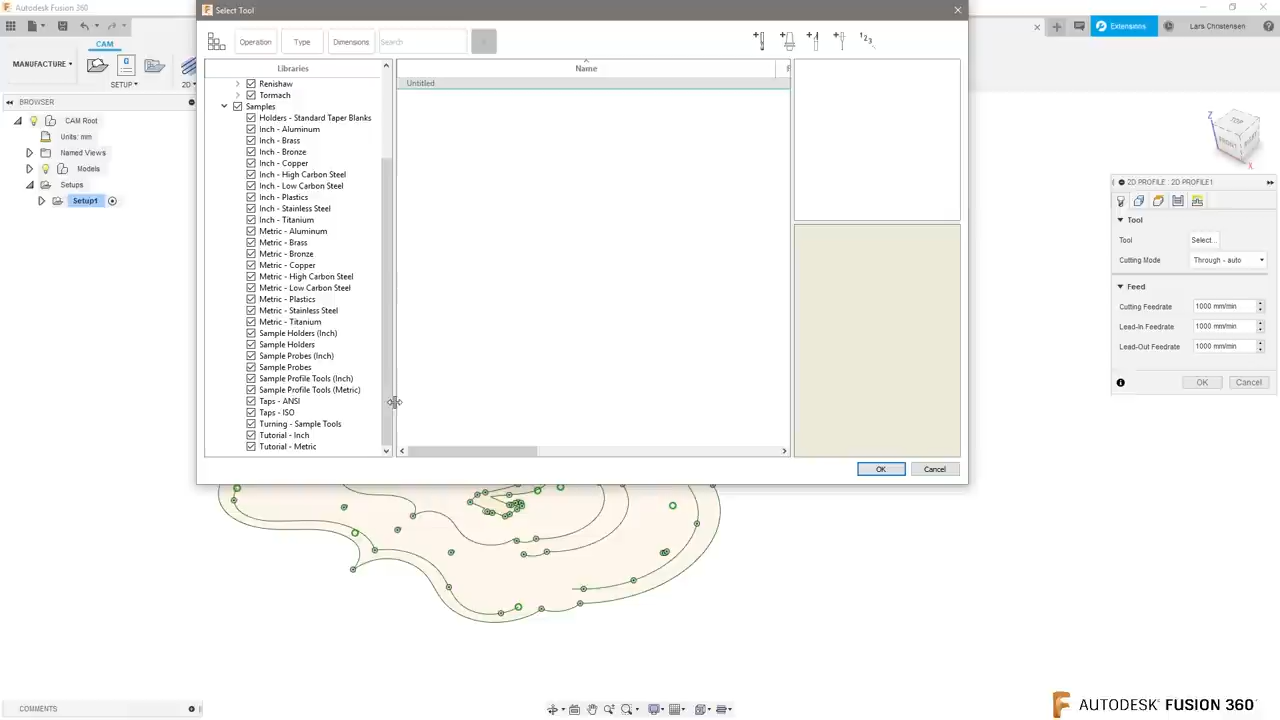 Autodesk Fusion 360
Select Tool
Extensions
Lars Christensen
CAM
MANUFACTURE
SETUP
2D
Operation
Type
Dimensions
Search
1 2 3
Libraries
Name
Untitled
Renishaw
Tormach
Samples
Holders - Standard Taper Blanks
Inch - Aluminum
Inch - Brass
Inch - Bronze
Inch - Copper
Inch - High Carbon Steel
Inch - Low Carbon Steel
Inch - Plastics
Inch - Stainless Steel
Inch - Titanium
Metric - Aluminum
Metric - Brass
Metric - Bronze
Metric - Copper
Metric - High Carbon Steel
Metric - Low Carbon Steel
Metric - Plastics
Metric - Stainless Steel
Metric - Titanium
Sample Holders (Inch)
Sample Holders
Sample Probes (Inch)
Sample Probes
Sample Profile Tools (Inch)
Sample Profile Tools (Metric)
Taps - ANSI
Taps - ISO
Turning - Sample Tools
Tutorial - Inch
Tutorial - Metric
OK Cancel
BROWSER
CAM Root
Units: mm
Named Views
Models
Setups
Setup1
Z
TOP
FRONT
X
2D PROFILE : 2D PROFILE1
Tool
Tool Select...
Cutting Mode Through - auto
Feed
Cutting Feedrate 1000 mm/min
Lead-In Feedrate 1000 mm/min
Lead-Out Feedrate 1000 mm/min
OK Cancel
COMMENTS
AUTODESK® FUSION 360™